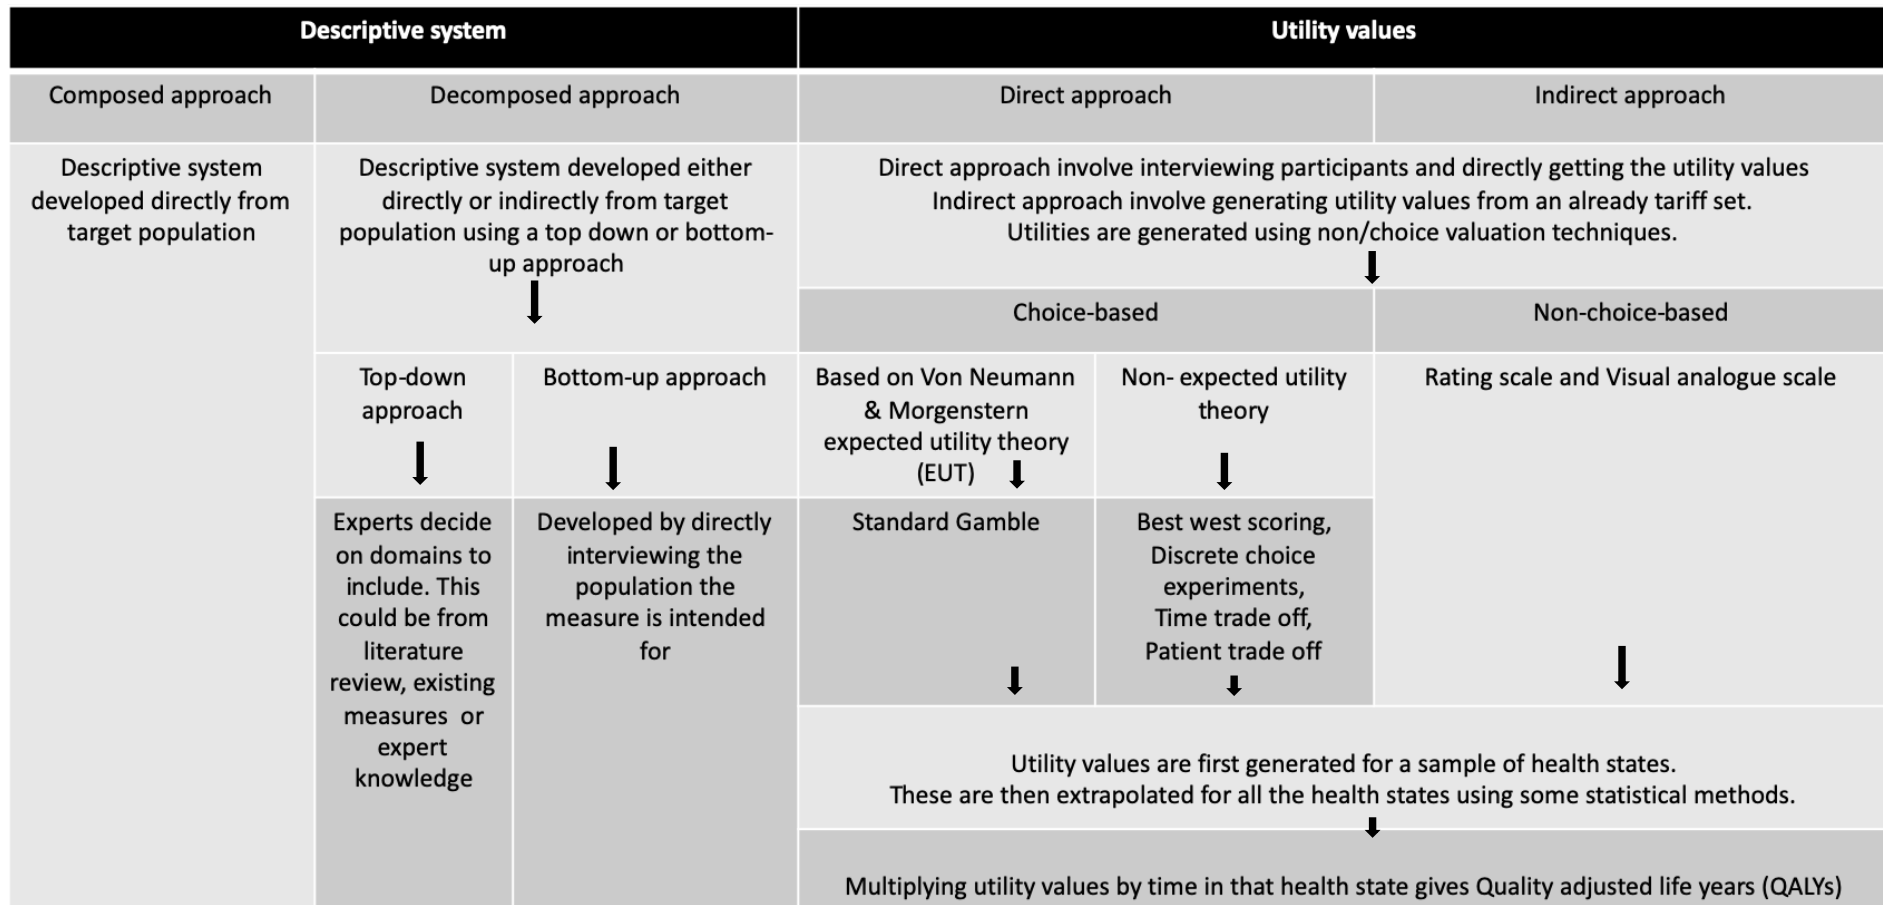 Descriptive system
Utility values
Composed approach
Decomposed approach
Direct approach
Indirect approach
Descriptive system
developed directly from
target population
Descriptive system developed either
directly or indirectly from target
population using a top down or bottom-
up approach
Direct approach involve interviewing participants and directly getting the utility values
Indirect approach involve generating utility values from an already tariff set.
Utilities are generated using non/choice valuation techniques.
Choice-based
Non-choice-based
Top-down
approach
Bottom-up approach
Based on Von Neumann
& Morgenstern
expected utility theory
(EUT)
Non- expected utility
theory
Rating scale and Visual analogue scale
Experts decide
on domains to
include. This
could be from
literature
review, existing
measures or
expert
knowledge
Developed by directly
interviewing the
population the
measure is intended
for
Standard Gamble
Best west scoring,
Discrete choice
experiments,
Time trade off,
Patient trade off
Utility values are first generated for a sample of health states.
These are then extrapolated for all the health states using some statistical methods.
Multiplying utility values by time in that health state gives Quality adjusted life years (QALYs)